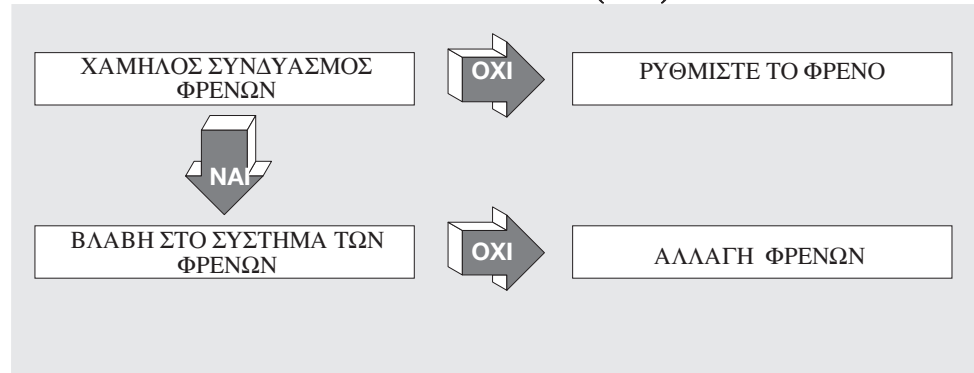 ΧΑΜΗΛΟΣ ΣΥΝΔΥΑΣΜΟΣ
ΦΡΕΝΩΝ
ΟΧΙ
ΡΥΘΜΙΣΤΕ ΤΟ ΦΡΕΝΟ
ΝΑΙ
ΒΛΑΒΗ ΣΤΟ ΣΥΣΤΗΜΑ ΤΩΝ
ΦΡΕΝΩΝ
ΟΧΙ
ΑΛΛΑΓΗ ΦΡΕΝΩΝ